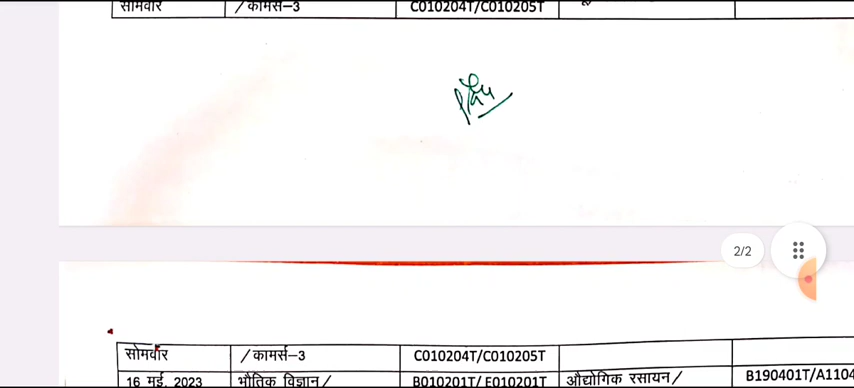 सोमवार /कामर्स–3 C010204T/C010205T
2/2
सोमवार /कामर्स–3 C010204T/C010205T
16 मई, 2023 भौतिक विज्ञान/ B010201T/ E010201T औद्योगिक रसायन/ B190401T/A1104